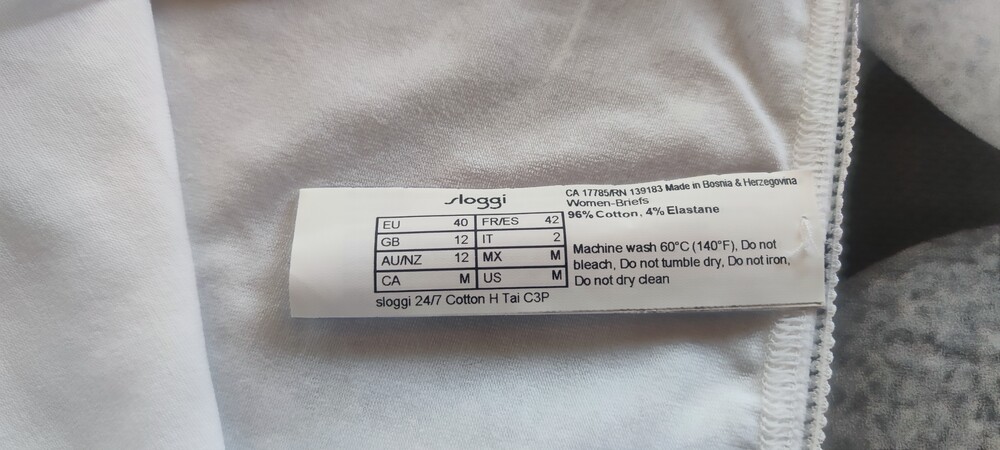 sloggi
EU 40 FR/ES 42
GB 12 IT 2
AU/NZ 12 MX M
CA M US M
sloggi 24/7 Cotton H Tai C3P
CA 17785/RN 139183 Made in Bosnia & Herzegovina
Women-Briefs
96% Cotton, 4% Elastane
Machine wash 60°C (140°F), Do not
bleach, Do not tumble dry, Do not iron,
Do not dry clean